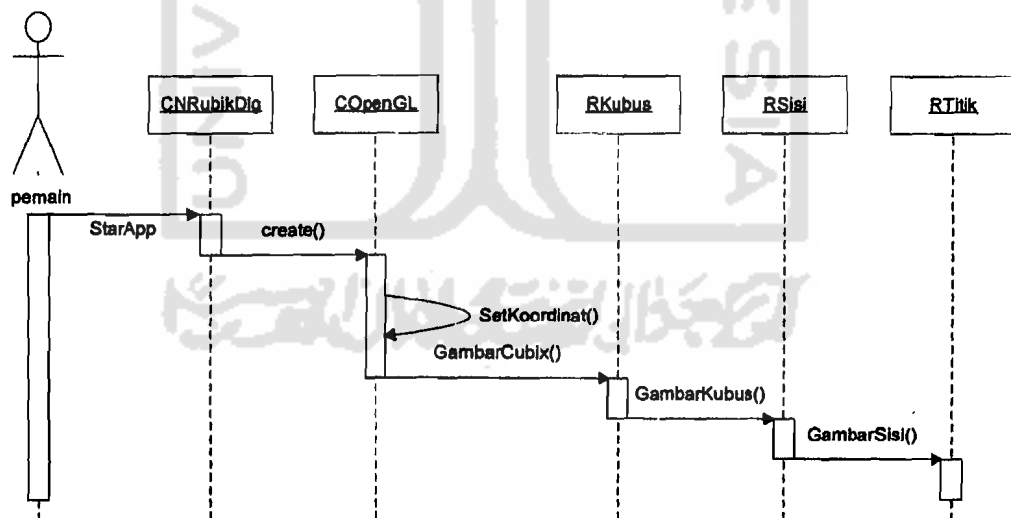 CNRubikDlg
COpenGL
RKubus
RSisi
RTitik
pemain
StarApp
create()
SetKoordinat()
GambarCubix()
GambarKubus()
GambarSisi()